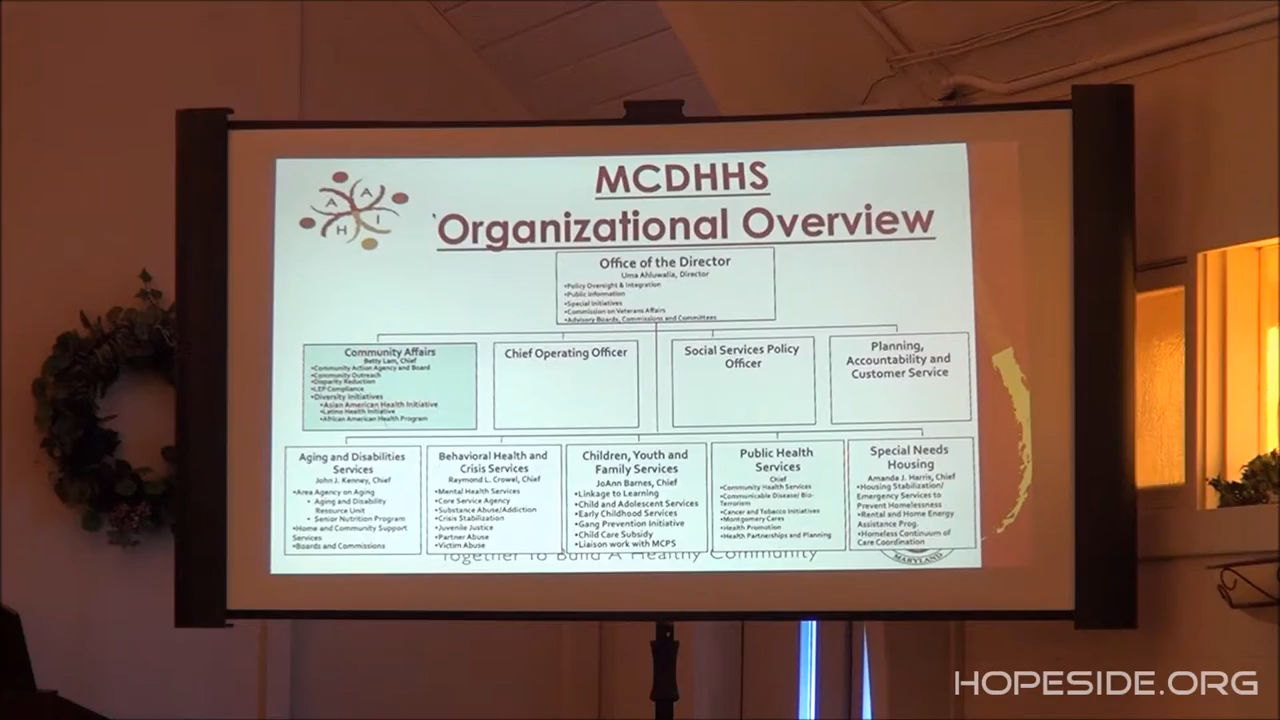 MCDHHS
Organizational Overview
A A
H I
Office of the Director
Uma Ahluwalia, Director
•Policy Oversight & Integration
•Public Information
•Special Initiatives
•Commission on Veterans Affairs
•Advisory Boards, Commissions and Committees
Community Affairs
Betty Lam, Chief
•Community Action Agency and Board
•Community Outreach
•Disparity Reduction
•LEP Compliance
•Diversity Initiatives
•Asian American Health Initiative
•Latino Health Initiative
•African American Health Program
Chief Operating Officer
Social Services Policy
Officer
Planning,
Accountability and
Customer Service
Aging and Disabilities
Services
John J. Kenney, Chief
•Area Agency on Aging
• Aging and Disability
Resource Unit
• Senior Nutrition Program
•Home and Community Support
Services
•Boards and Commissions
Behavioral Health and
Crisis Services
Raymond L. Crowel, Chief
•Mental Health Services
•Core Service Agency
•Substance Abuse/Addiction
•Crisis Stabilization
•Juvenile Justice
•Partner Abuse
•Victim Abuse
Children, Youth and
Family Services
JoAnn Barnes, Chief
•Linkage to Learning
•Child and Adolescent Services
•Early Childhood Services
•Gang Prevention Initiative
•Child Care Subsidy
•Liaison work with MCPS
Public Health
Services
Chief
•Community Health Services
•Communicable Disease/ Bio-
Terrorism
•Cancer and Tobacco Initiatives
•Montgomery Cares
•Health Promotion
•Health Partnerships and Planning
Special Needs
Housing
Amanda J. Harris, Chief
•Housing Stabilization/
Emergency Services to
Prevent Homelessness
•Rental and Home Energy
Assistance Prog.
•Homeless Continuum of
Care Coordination
Together To Build A Healthy Community
MARYLAND
HOPESIDE.ORG